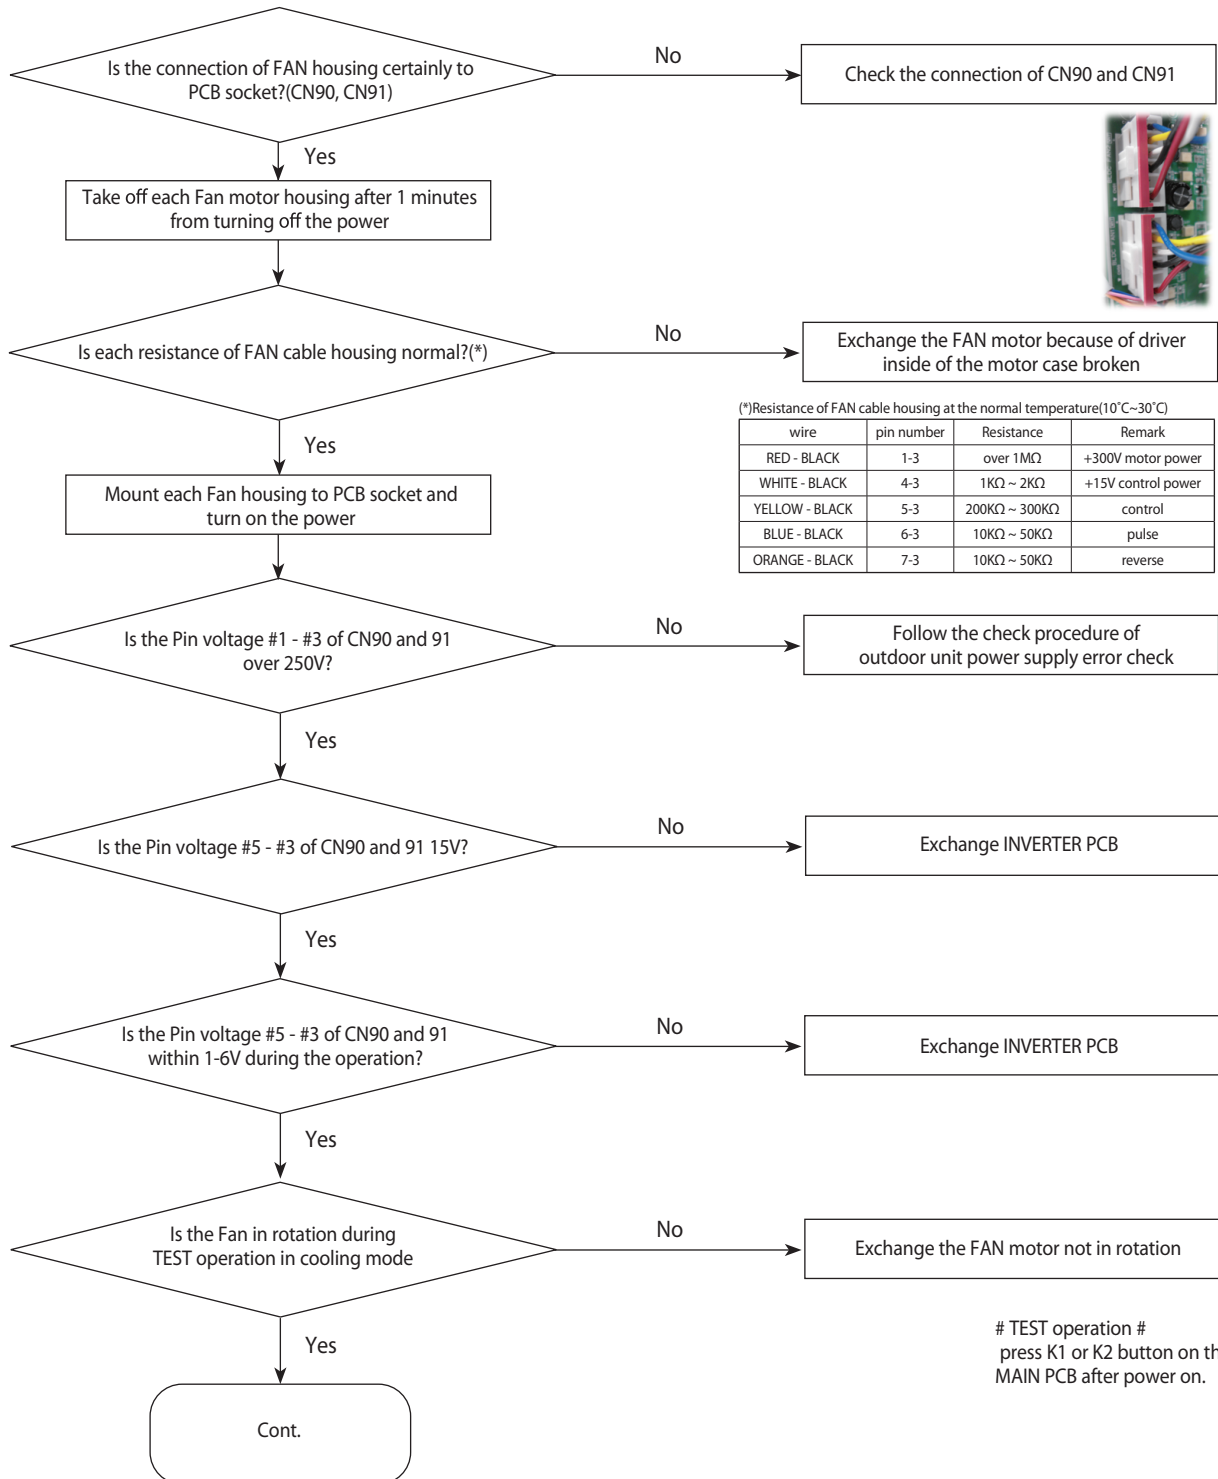 Is the connection of FAN housing certainly to
PCB socket?(CN90, CN91)
No
Check the connection of CN90 and CN91
Yes
Take off each Fan motor housing after 1 minutes
from turning off the power
Is each resistance of FAN cable housing normal?(*)
No
Exchange the FAN motor because of driver
inside of the motor case broken
(*)Resistance of FAN cable housing at the normal temperature(10˚C~30˚C)
wire pin number Resistance Remark
RED - BLACK 1-3 over 1MΩ +300V motor power
WHITE - BLACK 4-3 1KΩ ~ 2KΩ +15V control power
YELLOW - BLACK 5-3 200KΩ ~ 300KΩ control
BLUE - BLACK 6-3 10KΩ ~ 50KΩ pulse
ORANGE - BLACK 7-3 10KΩ ~ 50KΩ reverse
Yes
Mount each Fan housing to PCB socket and
turn on the power
Is the Pin voltage #1 - #3 of CN90 and 91
over 250V?
No
Follow the check procedure of
outdoor unit power supply error check
Yes
Is the Pin voltage #5 - #3 of CN90 and 91 15V?
No
Exchange INVERTER PCB
Yes
Is the Pin voltage #5 - #3 of CN90 and 91
within 1-6V during the operation?
No
Exchange INVERTER PCB
Yes
Is the Fan in rotation during
TEST operation in cooling mode
No
Exchange the FAN motor not in rotation
Yes
# TEST operation #
press K1 or K2 button on th
MAIN PCB after power on.
Cont.